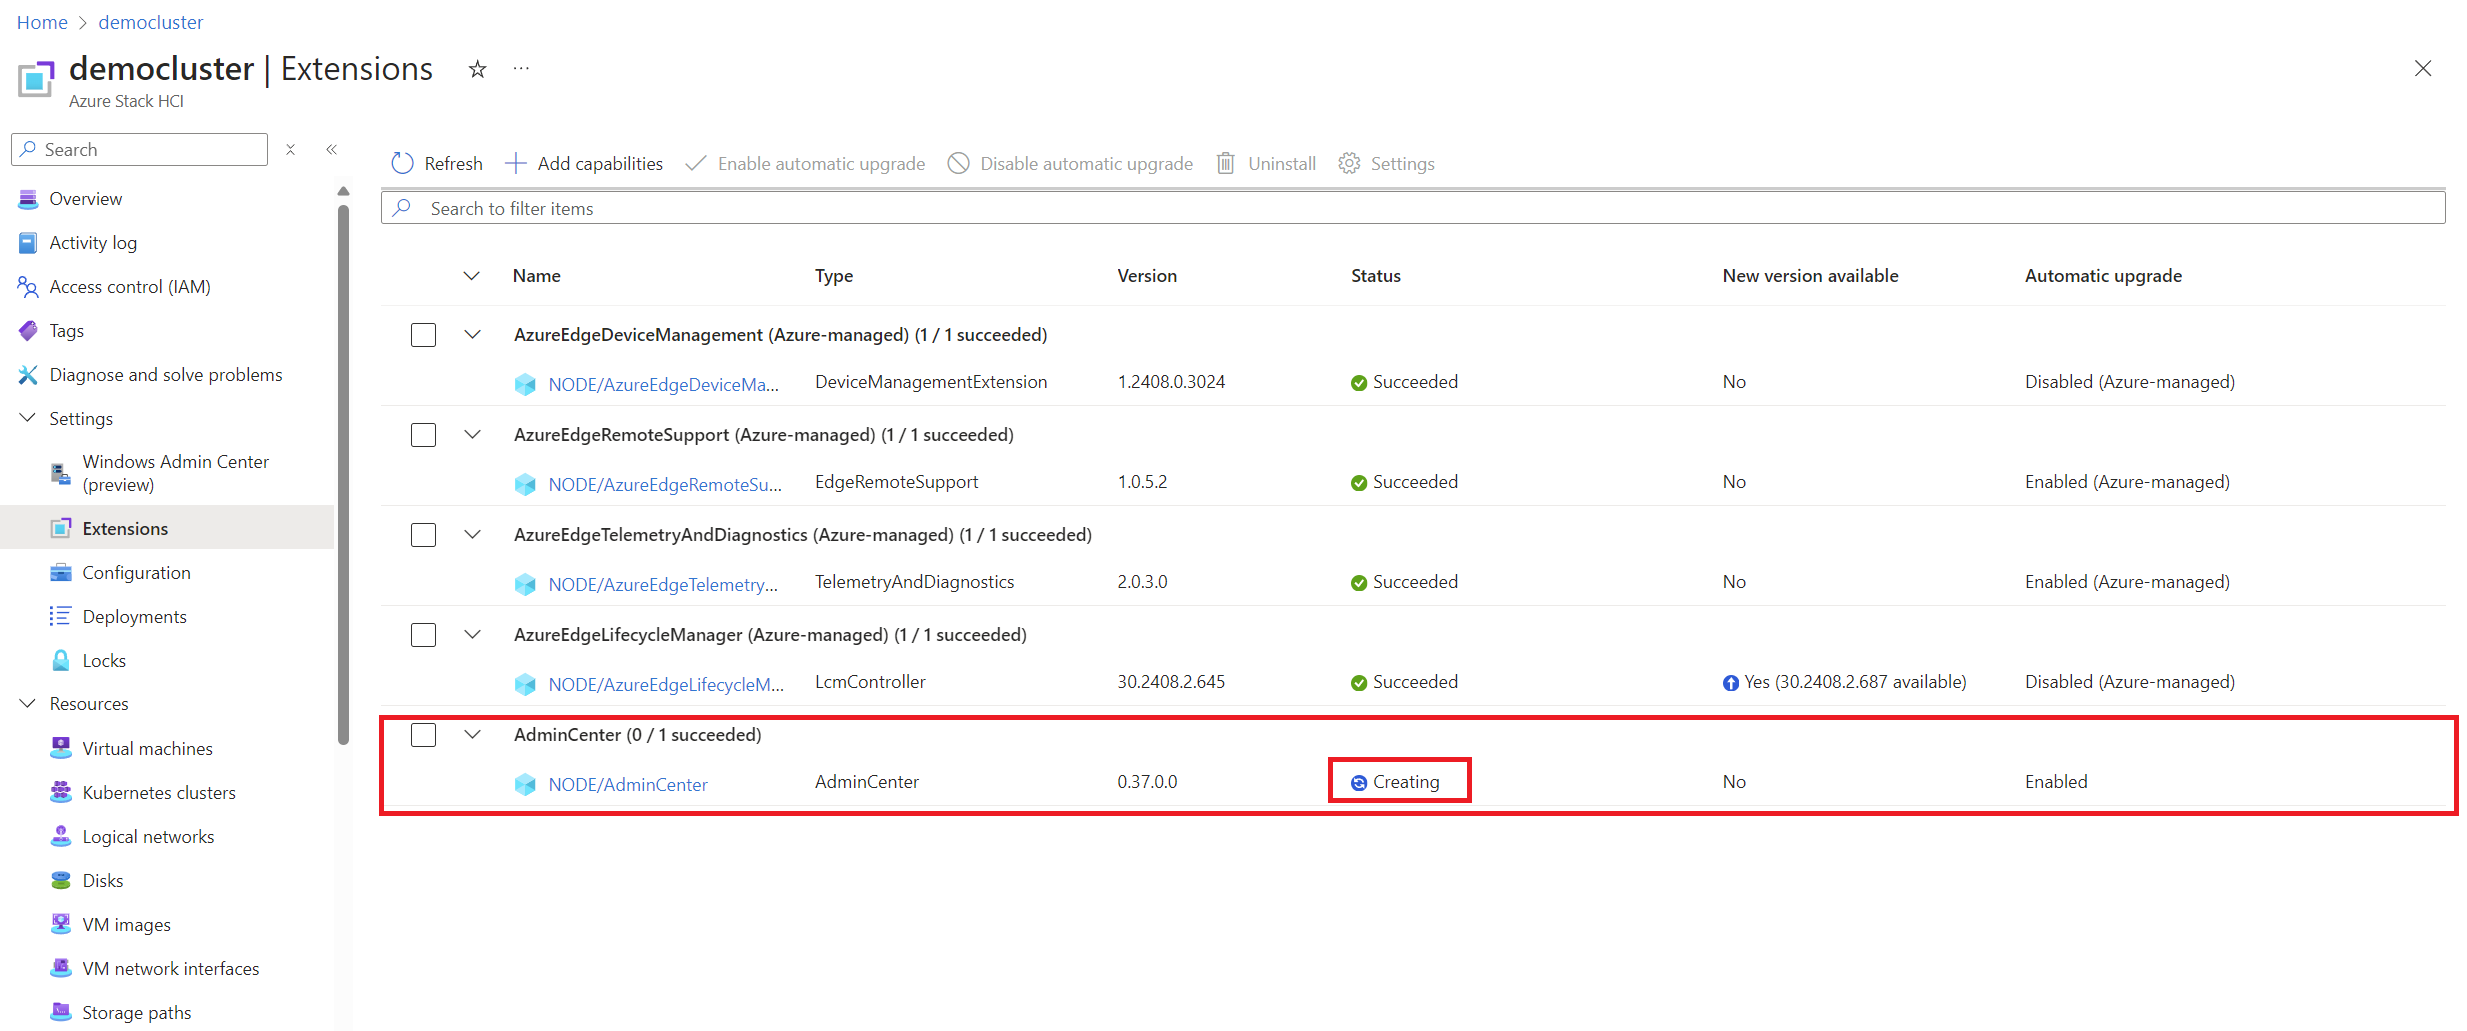 Home > democluster
democluster | Extensions
Azure Stack HCI
Search
Overview
Activity log
Access control (IAM)
Tags
Diagnose and solve problems
Settings
Windows Admin Center
(preview)
Extensions
Configuration
Deployments
Locks
Resources
Virtual machines
Kubernetes clusters
Logical networks
Disks
VM images
VM network interfaces
Storage paths
Refresh Add capabilities Enable automatic upgrade Disable automatic upgrade Uninstall Settings
Search to filter items
Name Type Version Status New version available Automatic upgrade
AzureEdgeDeviceManagement (Azure-managed) (1 / 1 succeeded)
NODE/AzureEdgeDeviceMa... DeviceManagementExtension 1.2408.0.3024 Succeeded No Disabled (Azure-managed)
AzureEdgeRemoteSupport (Azure-managed) (1 / 1 succeeded)
NODE/AzureEdgeRemoteSu... EdgeRemoteSupport 1.0.5.2 Succeeded No Enabled (Azure-managed)
AzureEdgeTelemetryAndDiagnostics (Azure-managed) (1 / 1 succeeded)
NODE/AzureEdgeTelemetry... TelemetryAndDiagnostics 2.0.3.0 Succeeded No Enabled (Azure-managed)
AzureEdgeLifecycleManager (Azure-managed) (1 / 1 succeeded)
NODE/AzureEdgeLifecycleM... LcmController 30.2408.2.645 Succeeded Yes (30.2408.2.687 available) Disabled (Azure-managed)
AdminCenter (0 / 1 succeeded)
NODE/AdminCenter AdminCenter 0.37.0.0 Creating No Enabled